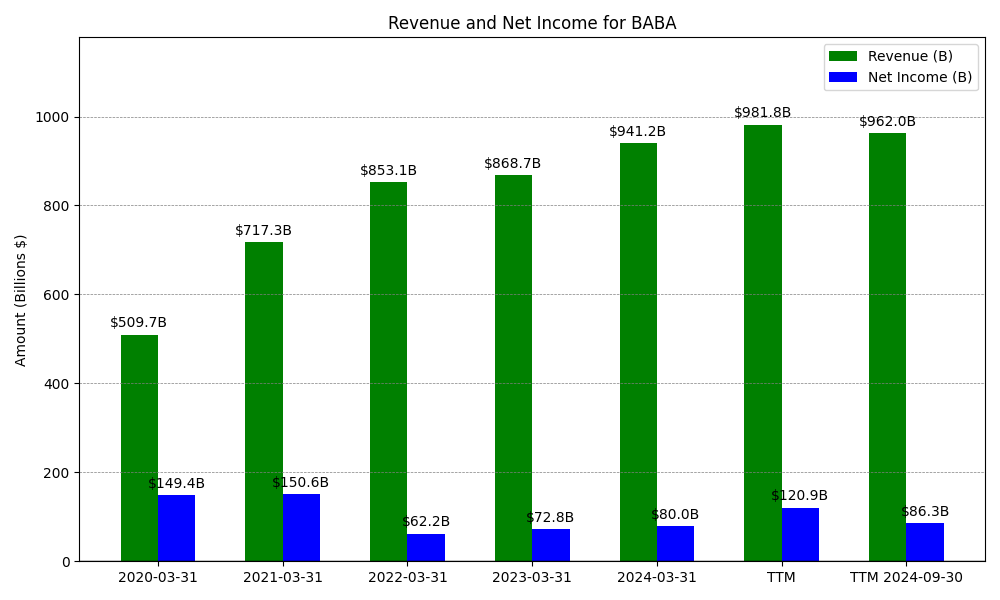 Revenue and Net Income for BABA
Revenue (B)
Net Income (B)
Amount (Billions $)
1000
800
600
400
200
0
$509.7B
$149.4B
$717.3B
$150.6B
$853.1B
$62.2B
$868.7B
$72.8B
$941.2B
$80.0B
$981.8B
$120.9B
$962.0B
$86.3B
2020-03-31
2021-03-31
2022-03-31
2023-03-31
2024-03-31
TTM
TTM 2024-09-30